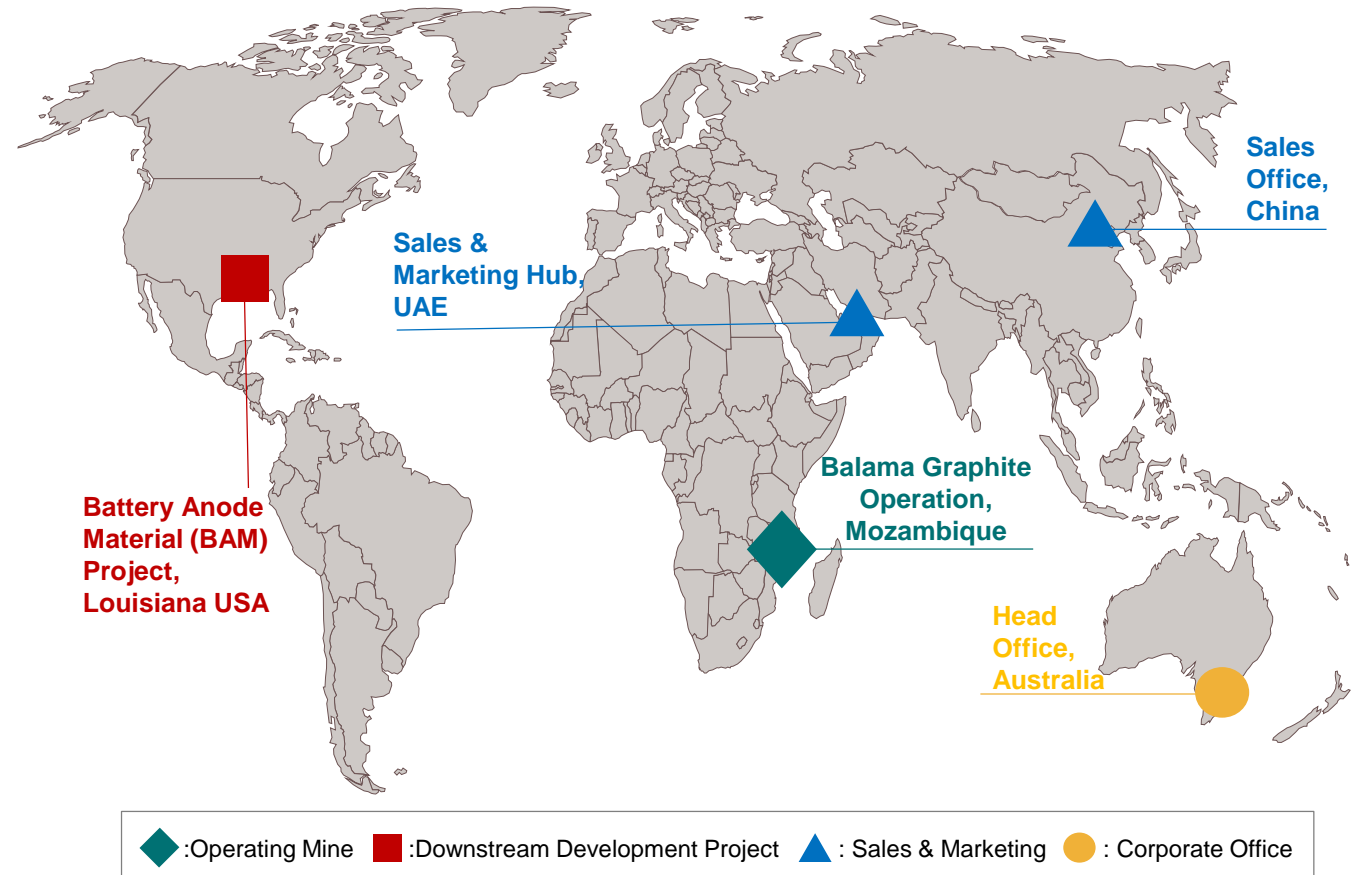 Sales
Office,
China
Sales &
Marketing Hub,
UAE
Balama Graphite
Operation,
Mozambique
Battery Anode
Material (BAM)
Project,
Louisiana USA
Head
Office,
Australia
:Operating Mine :Downstream Development Project : Sales & Marketing : Corporate Office